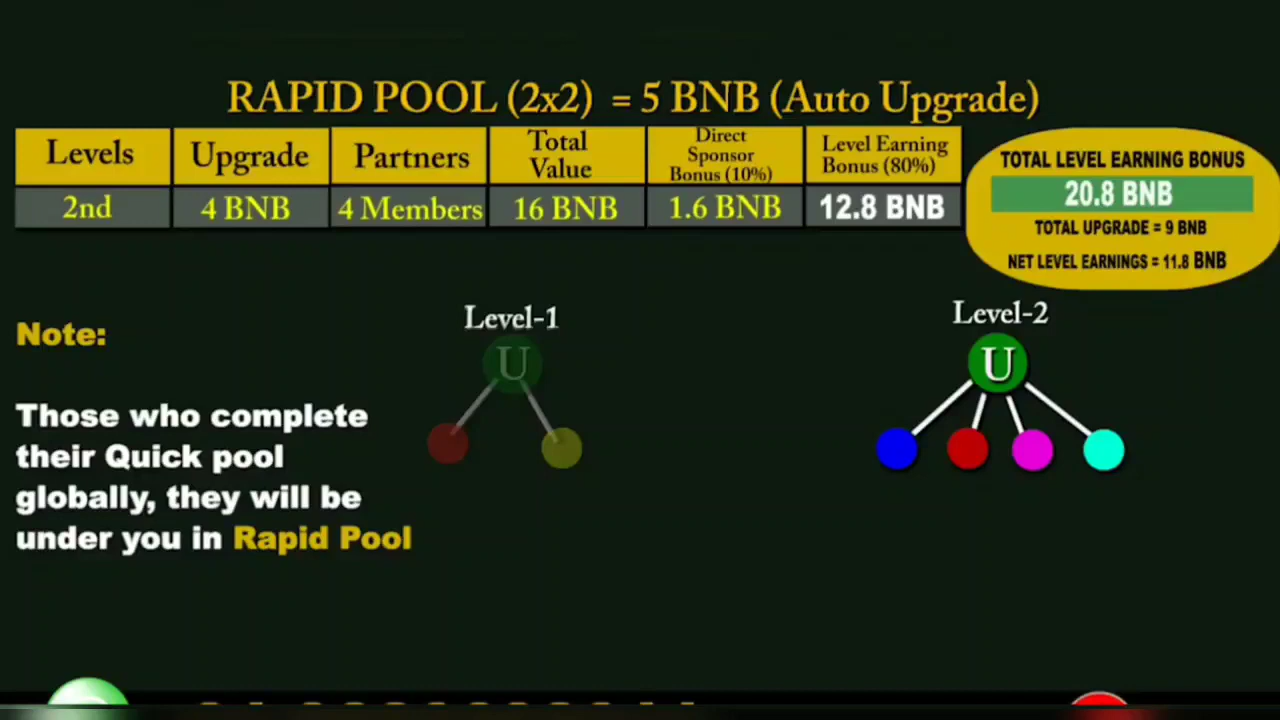 RAPID POOL (2x2) = 5 BNB (Auto Upgrade)
Levels
Upgrade
Partners
Total
Value
Direct
Sponsor
Bonus (10%)
Level Earning
Bonus (80%)
2nd
4 BNB
4 Members
16 BNB
1.6 BNB
12.8 BNB
TOTAL LEVEL EARNING BONUS
20.8 BNB
TOTAL UPGRADE = 9 BNB
NET LEVEL EARNINGS = 11.8 BNB
Note:
Those who complete
their Quick pool
globally, they will be
under you in Rapid Pool
Level-1
U
Level-2
U